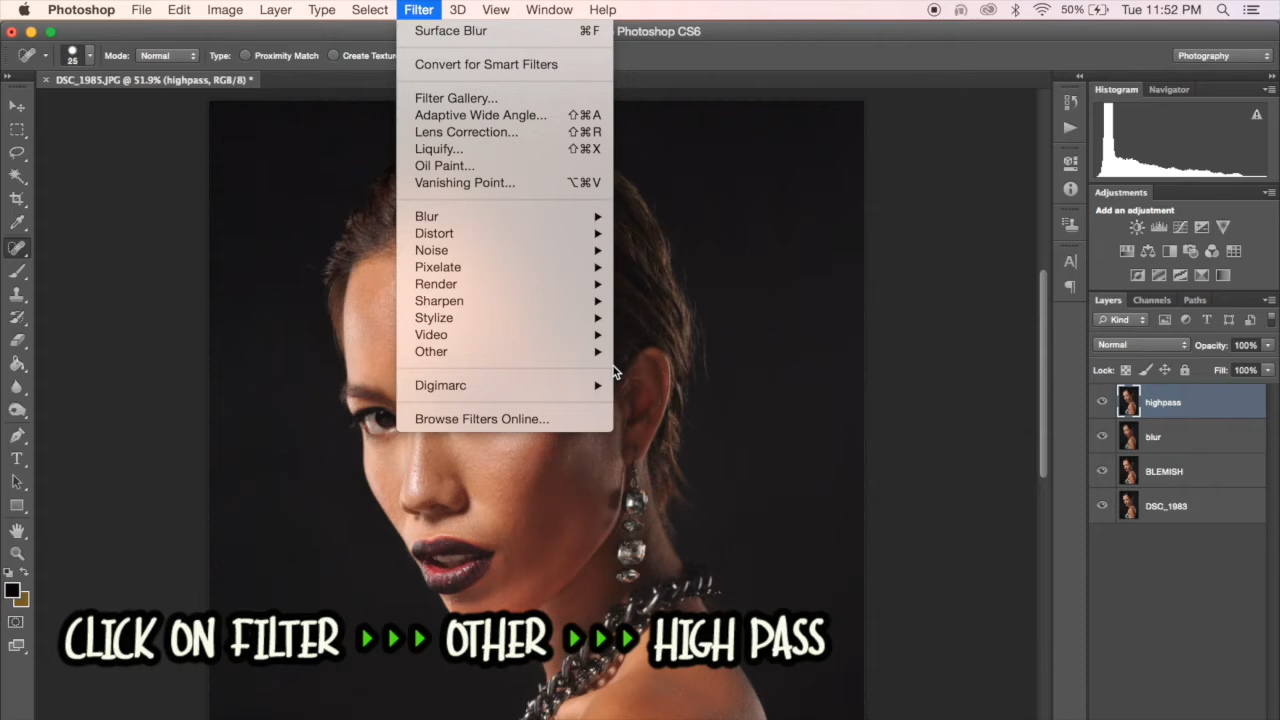 Photoshop File Edit Image Layer Type Select Filter 3D View Window Help 50% Tue 11:52 PM
Photoshop CS6
25 Mode: Normal Type: Proximity Match Create Textur Photography
× DSC_1985.JPG @ 51.9% (highpass, RGB/8) *
Surface Blur ⌘F
Convert for Smart Filters
Filter Gallery...
Adaptive Wide Angle... ⇧⌘A
Lens Correction... ⇧⌘R
Liquify... ⇧⌘X
Oil Paint...
Vanishing Point... ⌥⌘V
Blur
Distort
Noise
Pixelate
Render
Sharpen
Stylize
Video
Other
Digimarc
Browse Filters Online...
Histogram Navigator
Adjustments
Add an adjustment
Layers Channels Paths
Kind
Normal Opacity: 100%
Lock: Fill: 100%
highpass
blur
BLEMISH
DSC_1983
CLICK ON FILTER OTHER HIGH PASS